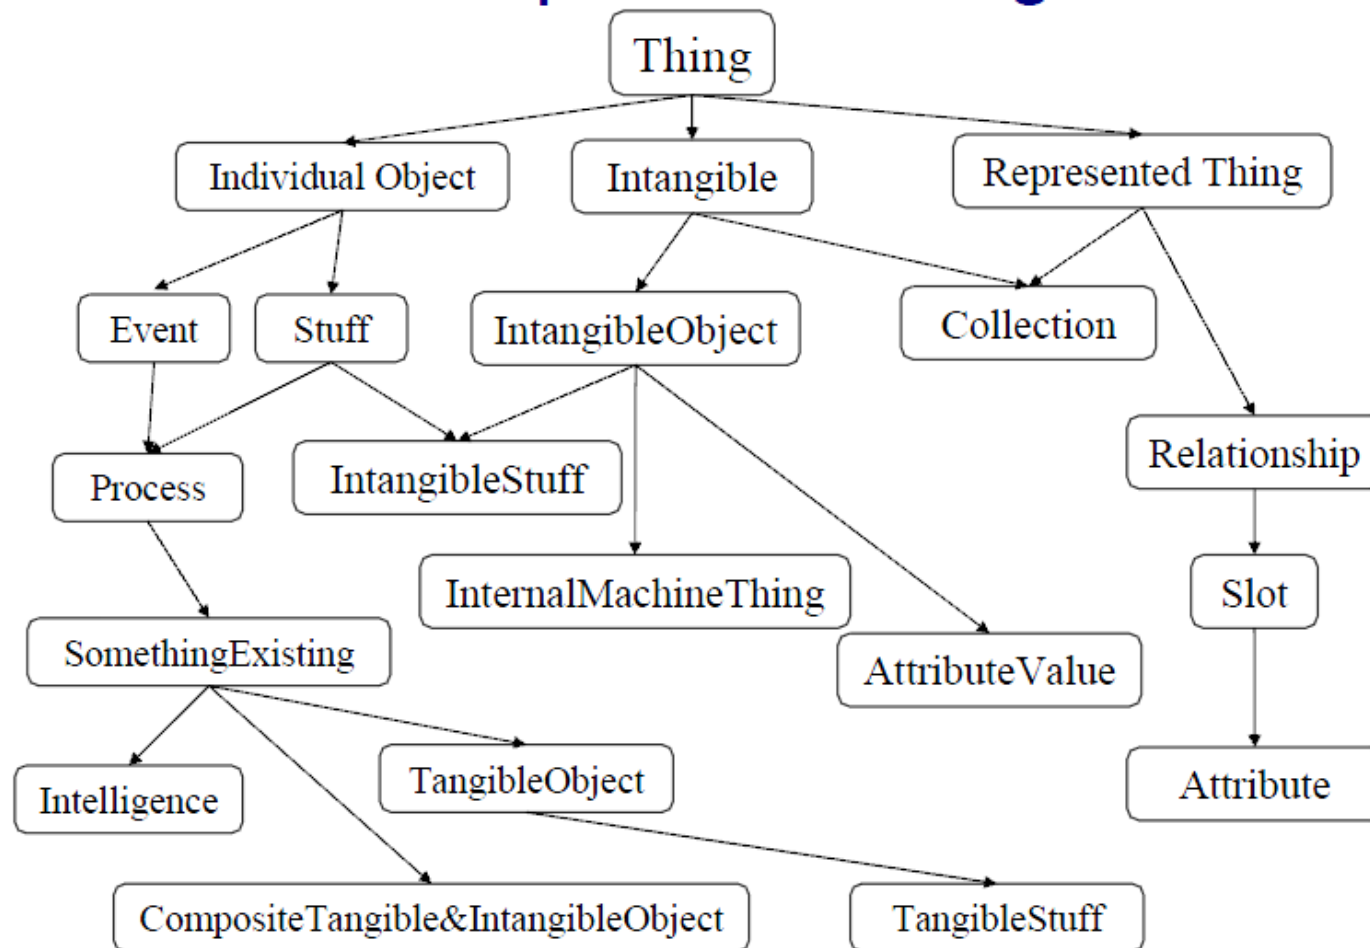 Thing
Individual Object
Intangible
Represented Thing
Event
Stuff
IntangibleObject
Collection
Process
IntangibleStuff
Relationship
InternalMachineThing
Slot
SomethingExisting
AttributeValue
Intelligence
TangibleObject
Attribute
CompositeTangible&IntangibleObject
TangibleStuff